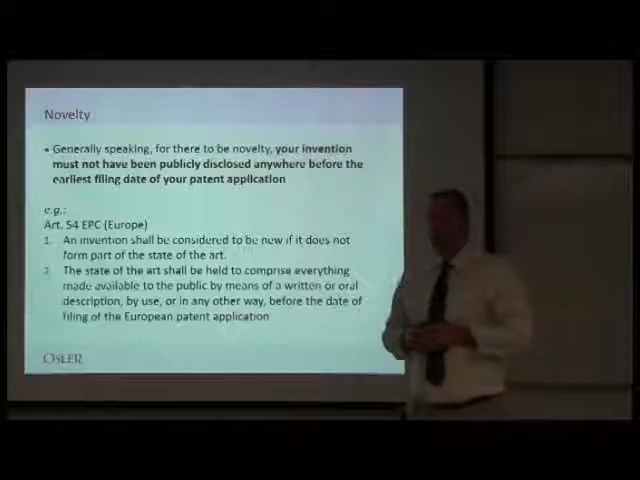 Novelty
• Generally speaking, for there to be novelty, your invention
must not have been publicly disclosed anywhere before the
earliest filing date of your patent application
e.g.:
Art. 54 EPC (Europe)
1. An invention shall be considered to be new if it does not
form part of the state of the art.
2. The state of the art shall be held to comprise everything
made available to the public by means of a written or oral
description, by use, or in any other way, before the date of
filing of the European patent application
OSLER